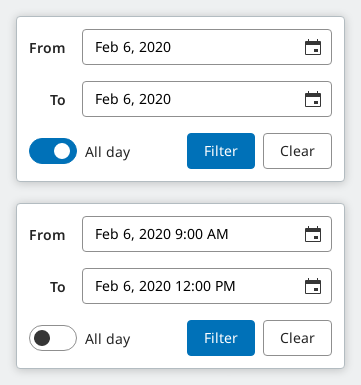 From Feb 6, 2020
To Feb 6, 2020
All day Filter Clear
From Feb 6, 2020 9:00 AM
To Feb 6, 2020 12:00 PM
All day Filter Clear